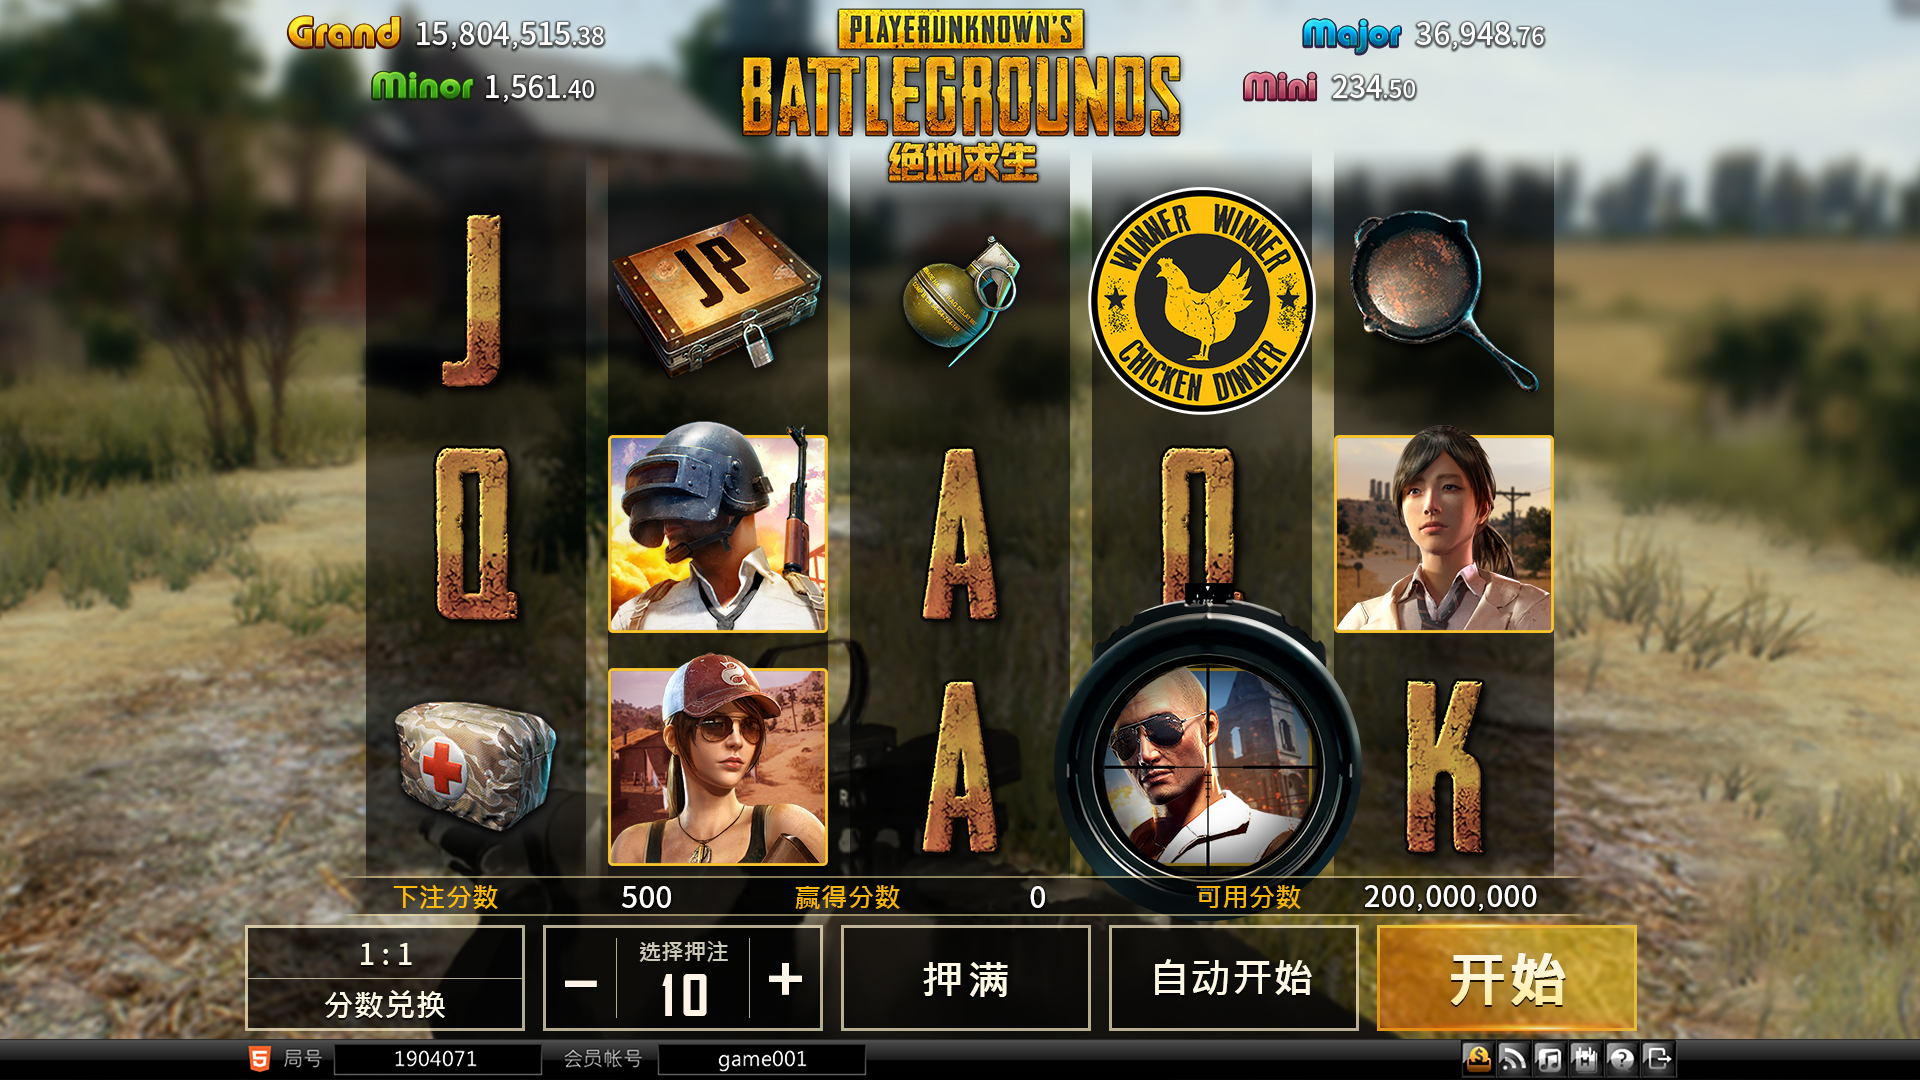 Grand 15,804,515.38
PLAYERUNKNOWN'S
Major 36,948.76
Minor 1,561.40
BATTLEGROUNDS
Mini 234.50
绝地求生
J
JP
WINNER WINNER
CHICKEN DINNER
Q
A
Q
A
K
下注分数 500 赢得分数 0 可用分数 200,000,000
1:1
分数兑换
−
选择押注
10
+
押满
自动开始
开始
5 局号 1904071 会员帐号 game001